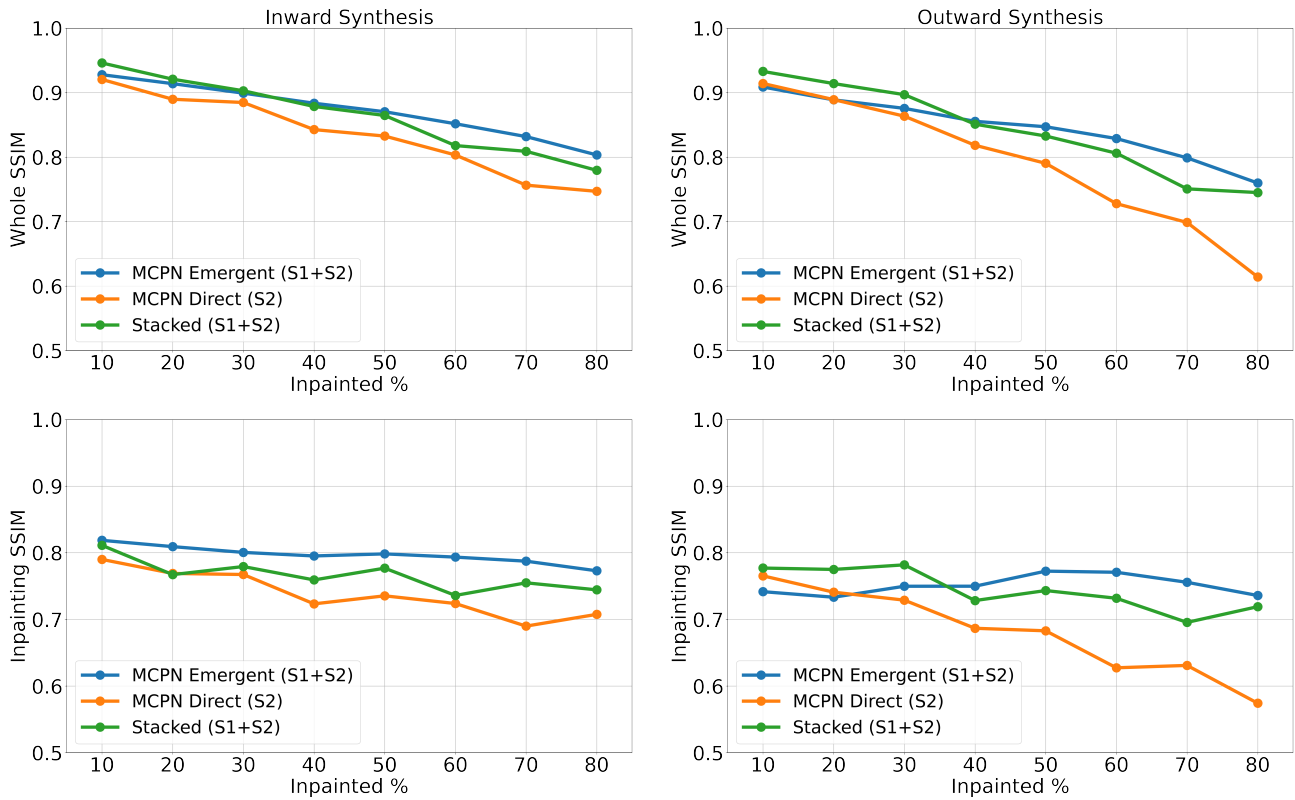 Inward Synthesis
1.0
0.9
0.8
0.7
0.6
0.5
Whole SSIM
MCPN Emergent (S1+S2)
MCPN Direct (S2)
Stacked (S1+S2)
10 20 30 40 50 60 70 80
Inpainted %
Outward Synthesis
1.0
0.9
0.8
0.7
0.6
0.5
Whole SSIM
MCPN Emergent (S1+S2)
MCPN Direct (S2)
Stacked (S1+S2)
10 20 30 40 50 60 70 80
Inpainted %
1.0
0.9
0.8
0.7
0.6
0.5
Inpainting SSIM
MCPN Emergent (S1+S2)
MCPN Direct (S2)
Stacked (S1+S2)
10 20 30 40 50 60 70 80
Inpainted %
1.0
0.9
0.8
0.7
0.6
0.5
Inpainting SSIM
MCPN Emergent (S1+S2)
MCPN Direct (S2)
Stacked (S1+S2)
10 20 30 40 50 60 70 80
Inpainted %